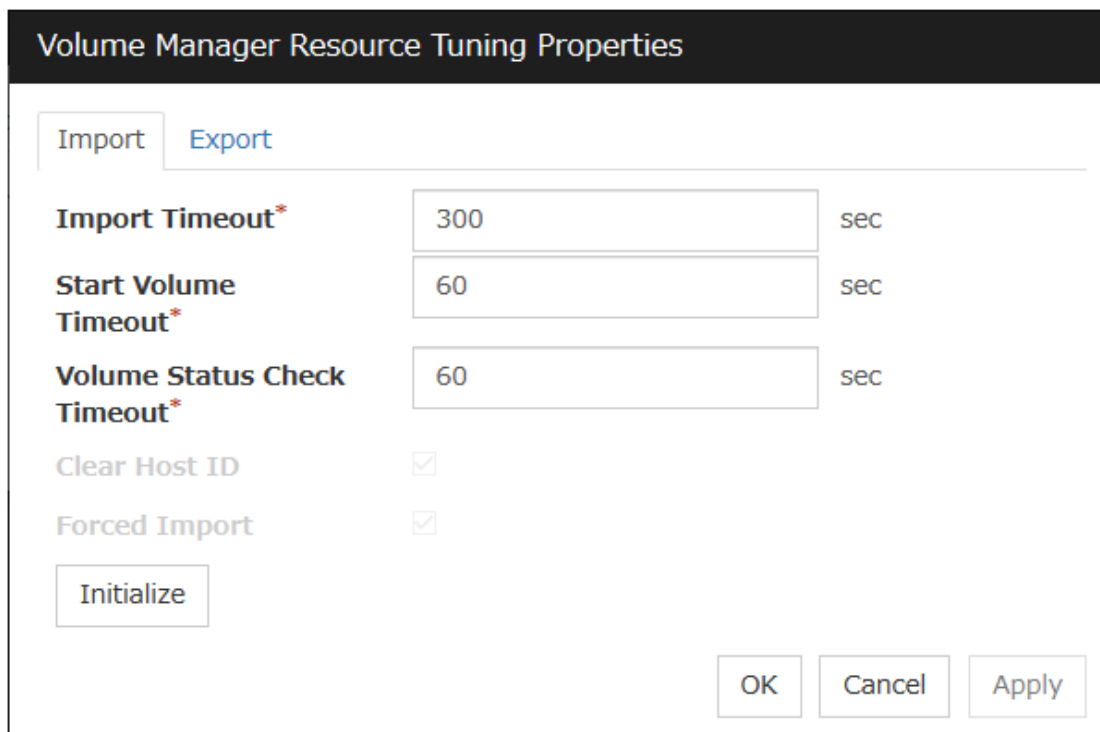 Volume Manager Resource Tuning Properties
Import Export
Import Timeout* 300 sec
Start Volume 60 sec
Timeout*
Volume Status Check 60 sec
Timeout*
Clear Host ID
Forced Import
Initialize
OK Cancel Apply